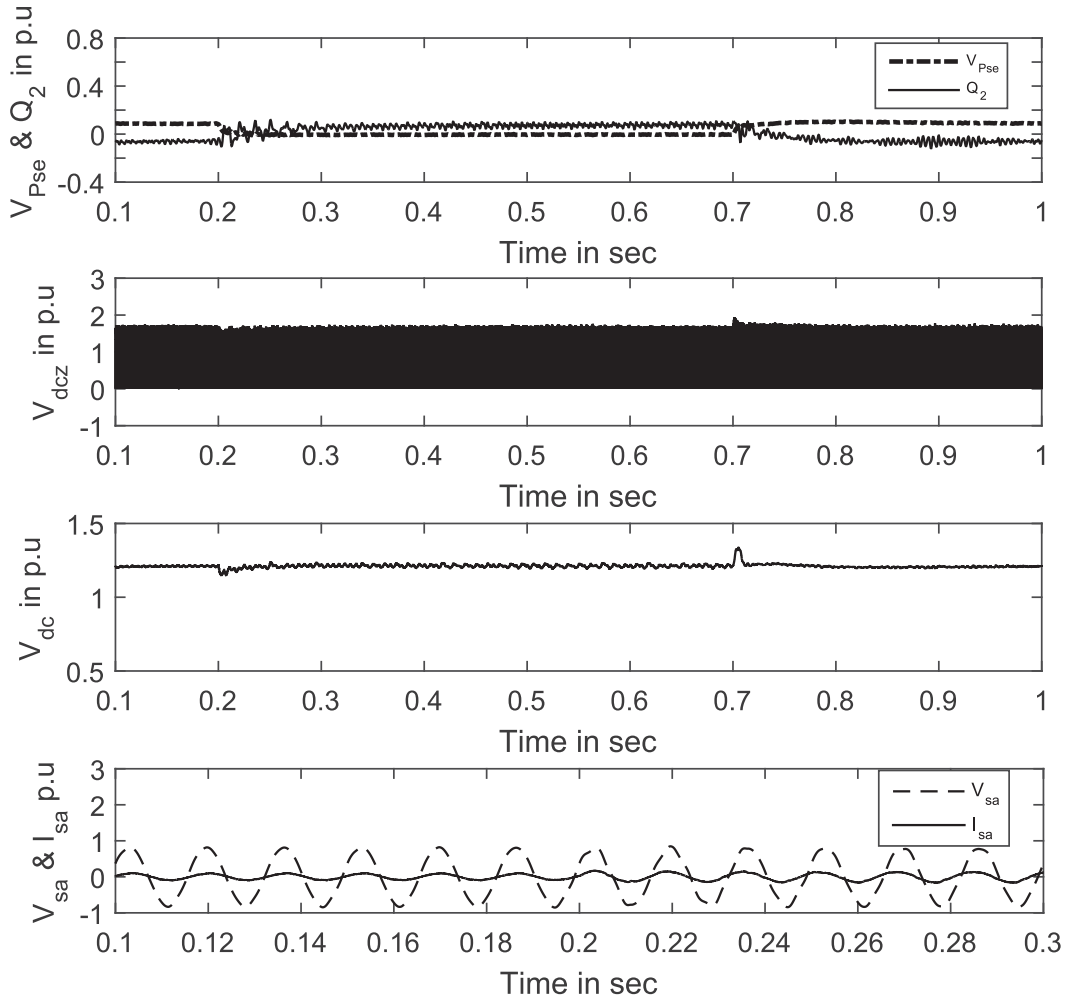 V_Pse & Q_2 in p.u
0.8
0.4
0
-0.4
V_Pse
Q_2
0.1 0.2 0.3 0.4 0.5 0.6 0.7 0.8 0.9 1
Time in sec
V_dcz in p.u
3
2
1
0
-1
0.1 0.2 0.3 0.4 0.5 0.6 0.7 0.8 0.9 1
Time in sec
V_dc in p.u
1.5
1
0.5
0.1 0.2 0.3 0.4 0.5 0.6 0.7 0.8 0.9 1
Time in sec
V_sa & I_sa p.u
3
2
1
0
-1
V_sa
I_sa
0.1 0.12 0.14 0.16 0.18 0.2 0.22 0.24 0.26 0.28 0.3
Time in sec